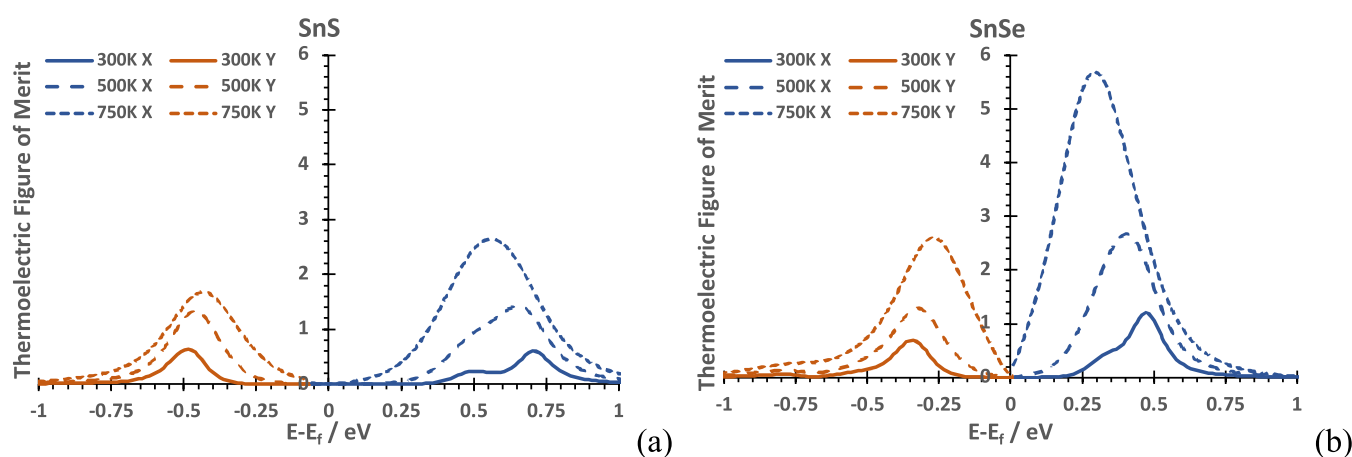 SnS
Thermoelectric Figure of Merit
300K X
300K Y
500K X
500K Y
750K X
750K Y
6
5
4
3
2
1
0
-1 -0.75 -0.5 -0.25 0 0.25 0.5 0.75 1
E-Ef / eV
(a)
SnSe
Thermoelectric Figure of Merit
300K X
300K Y
500K X
500K Y
750K X
750K Y
6
5
4
3
2
1
0
-1 -0.75 -0.5 -0.25 0 0.25 0.5 0.75 1
E-Ef / eV
(b)